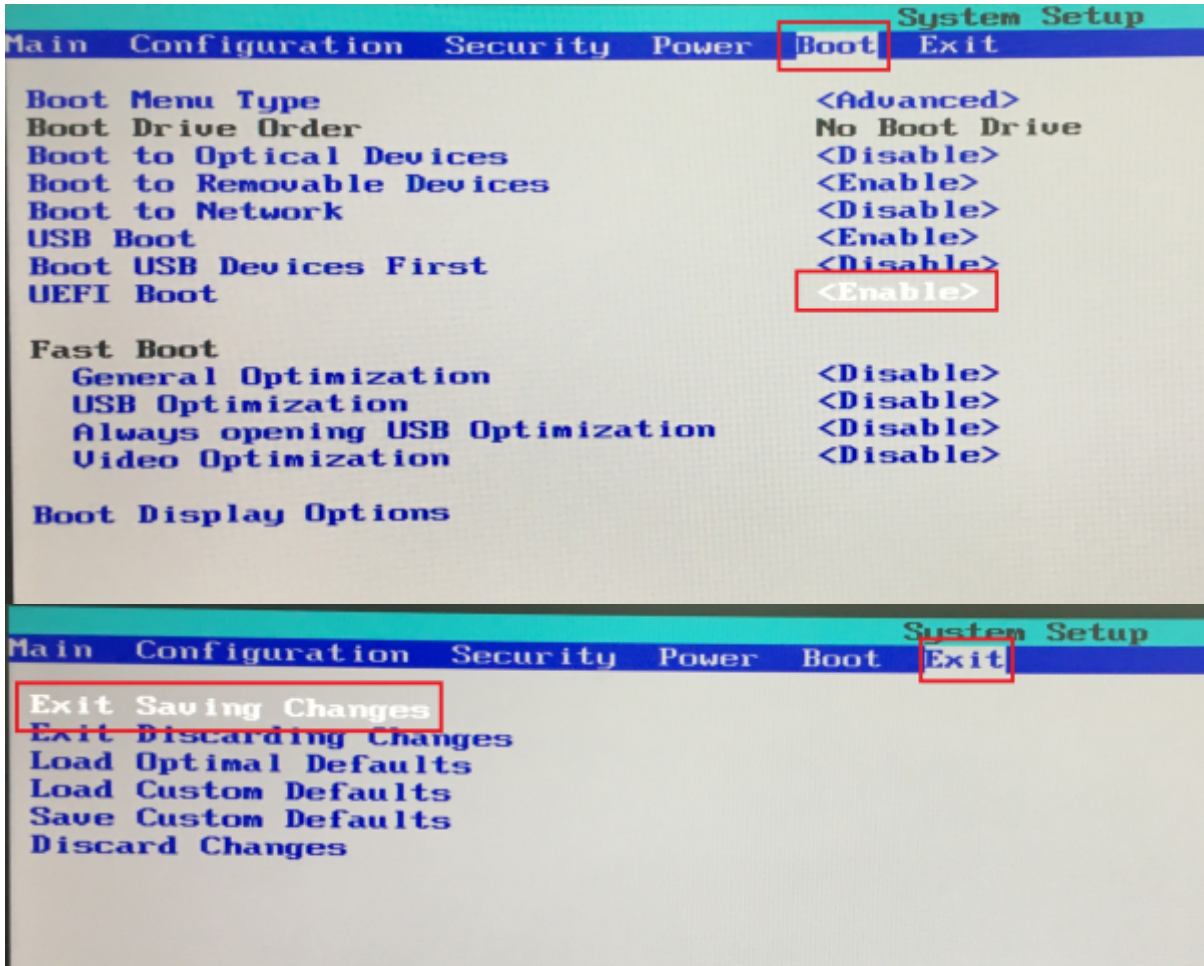 System Setup
Main Configuration Security Power Boot Exit
Boot Menu Type <Advanced>
Boot Drive Order No Boot Drive
Boot to Optical Devices <Disable>
Boot to Removable Devices <Enable>
Boot to Network <Disable>
USB Boot <Enable>
Boot USB Devices First <Disable>
UEFI Boot <Enable>
Fast Boot
General Optimization <Disable>
USB Optimization <Disable>
Always opening USB Optimization <Disable>
Video Optimization <Disable>
Boot Display Options
System Setup
Main Configuration Security Power Boot Exit
Exit Saving Changes
Exit Discarding Changes
Load Optimal Defaults
Load Custom Defaults
Save Custom Defaults
Discard Changes